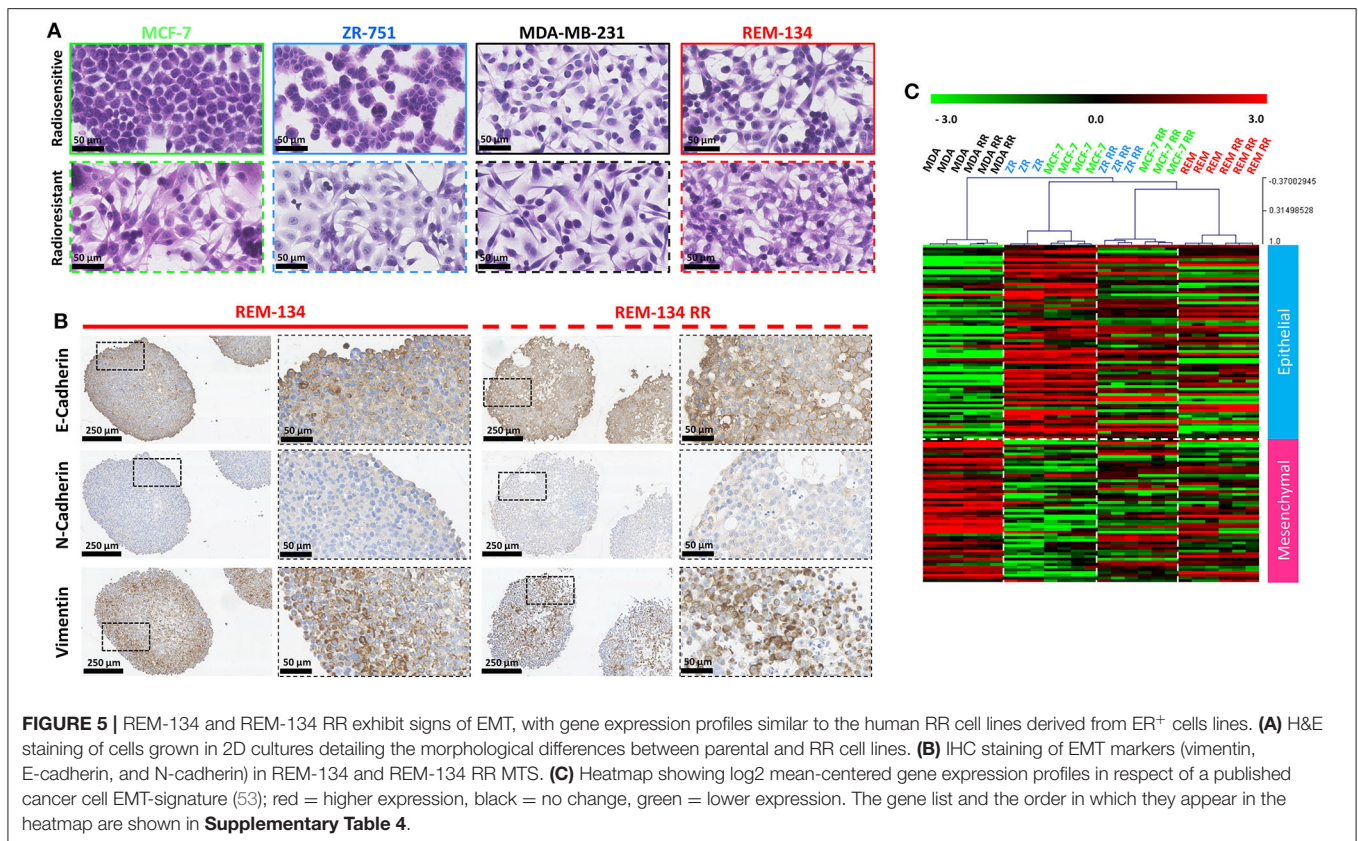 A
MCF-7
ZR-751
MDA-MB-231
REM-134
Radiosensitive
50 µm
50 µm
50 µm
50 µm
Radioresistant
50 µm
50 µm
50 µm
50 µm
B
REM-134
REM-134 RR
E-Cadherin
250 µm
50 µm
250 µm
50 µm
N-Cadherin
250 µm
50 µm
250 µm
50 µm
Vimentin
250 µm
50 µm
250 µm
50 µm
C
- 3.0
0.0
3.0
MDA
MDA
MDA
MDA RR
MDA RR
MDA RR
ZR
ZR
ZR
MCF-7
MCF-7
MCF-7
MCF-7
ZR RR
ZR RR
ZR RR
MCF-7 RR
MCF-7 RR
MCF-7 RR
REM
REM
REM
REM RR
REM RR
REM RR
-0.37002945
0.31498528
1.0
Epithelial
Mesenchymal
FIGURE 5 | REM-134 and REM-134 RR exhibit signs of EMT, with gene expression profiles similar to the human RR cell lines derived from ER+ cells lines. (A) H&E
staining of cells grown in 2D cultures detailing the morphological differences between parental and RR cell lines. (B) IHC staining of EMT markers (vimentin,
E-cadherin, and N-cadherin) in REM-134 and REM-134 RR MTS. (C) Heatmap showing log2 mean-centered gene expression profiles in respect of a published
cancer cell EMT-signature (53); red = higher expression, black = no change, green = lower expression. The gene list and the order in which they appear in the
heatmap are shown in Supplementary Table 4.